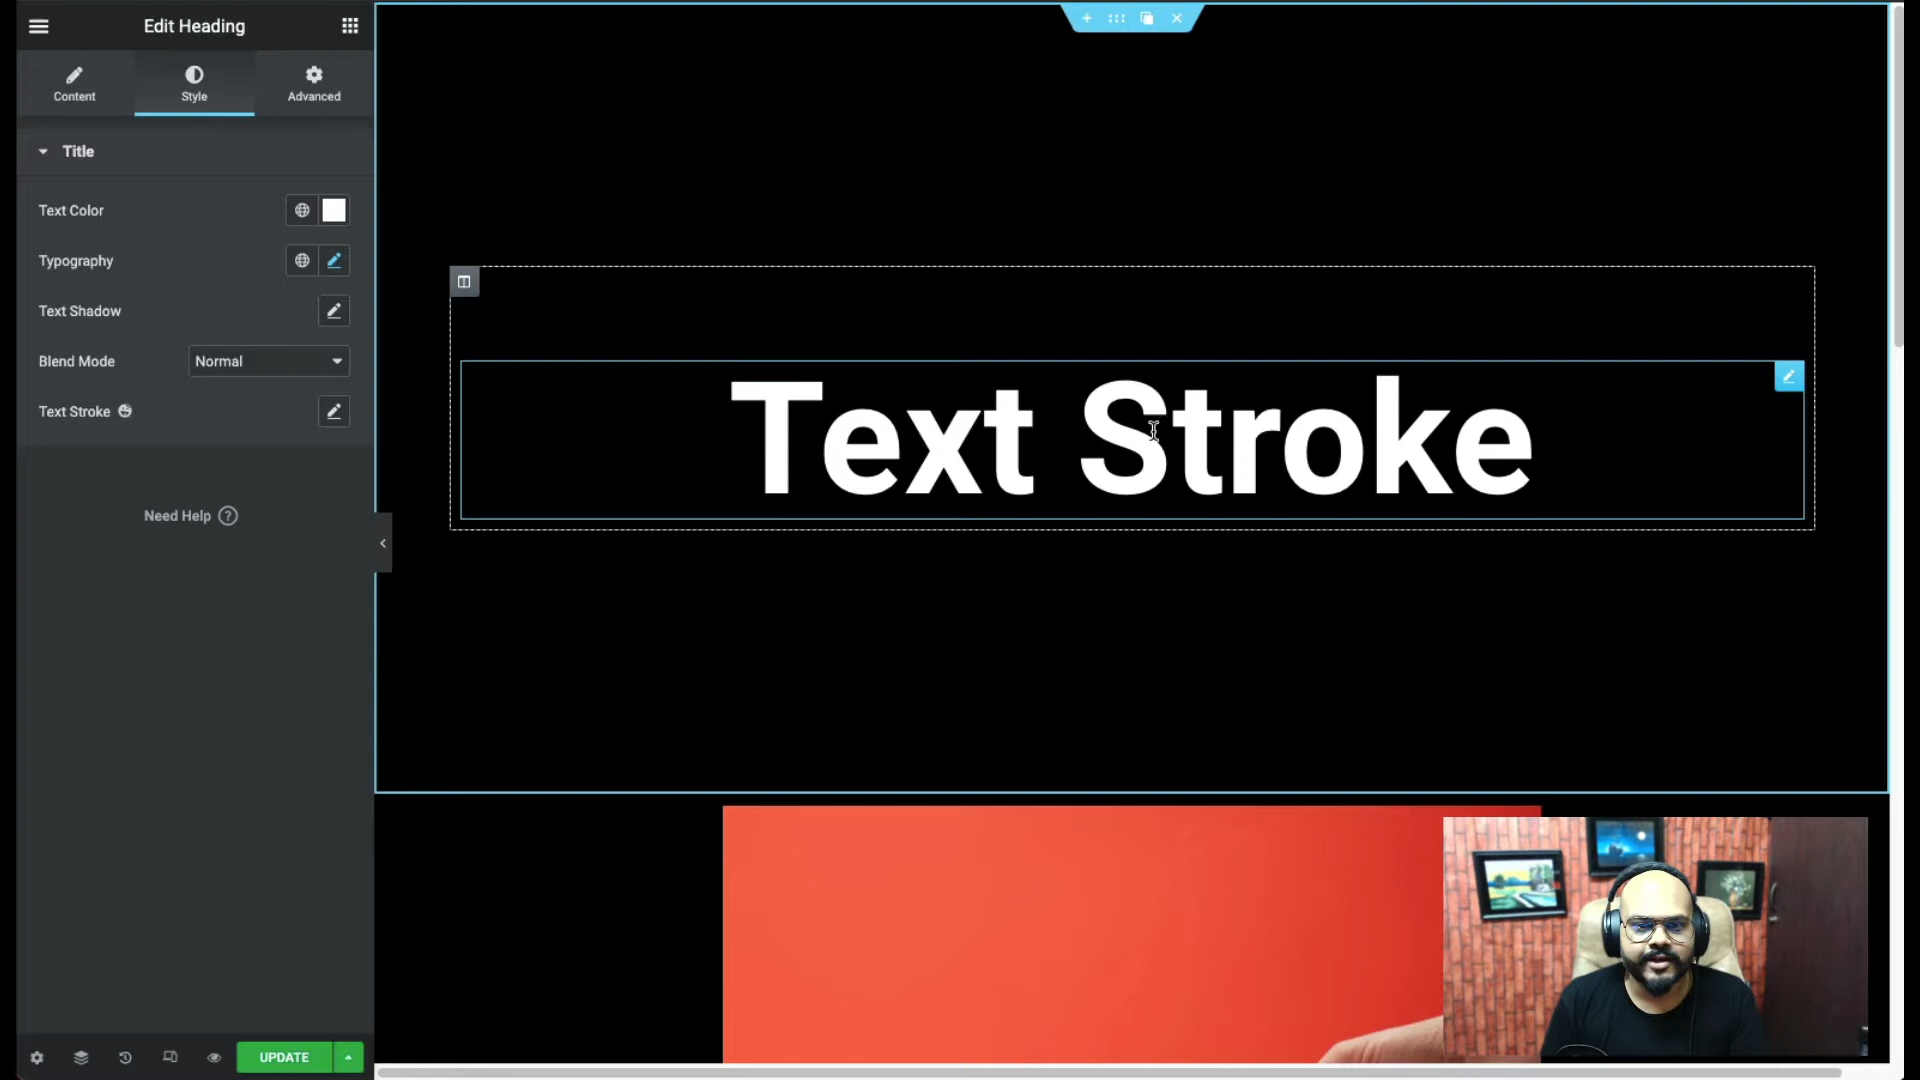 Edit Heading
Content
Style
Advanced
Title
Text Color
Typography
Text Shadow
Blend Mode
Normal
Text Stroke
Need Help ?
UPDATE
Text Stroke